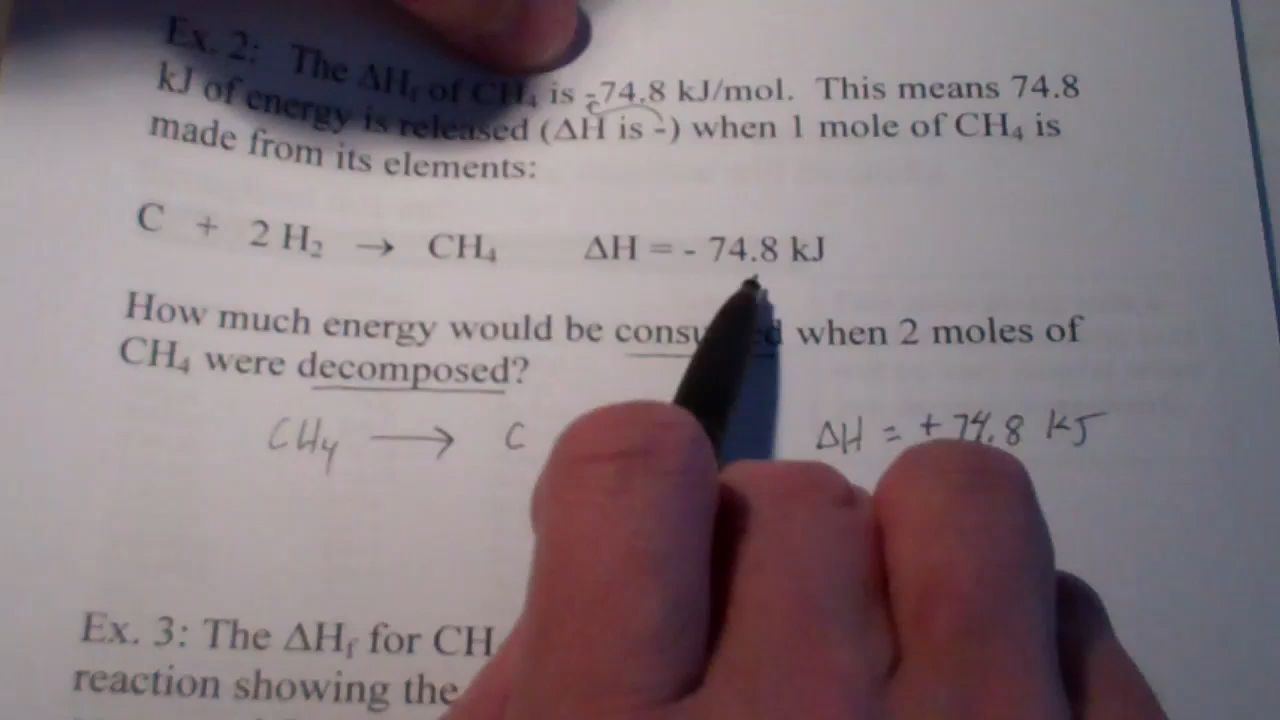 Ex. 2: The ΔHf of CH₄ is -74.8 kJ/mol. This means 74.8
kJ of energy is released (ΔH is -) when 1 mole of CH₄ is
made from its elements:
C + 2 H₂ → CH₄ ΔH = - 74.8 kJ
How much energy would be when 2 moles of
CH₄ were decomposed?
CH₄ → C ΔH = +74.8 kJ
Ex. 3: The ΔHf for CH
reaction showing the